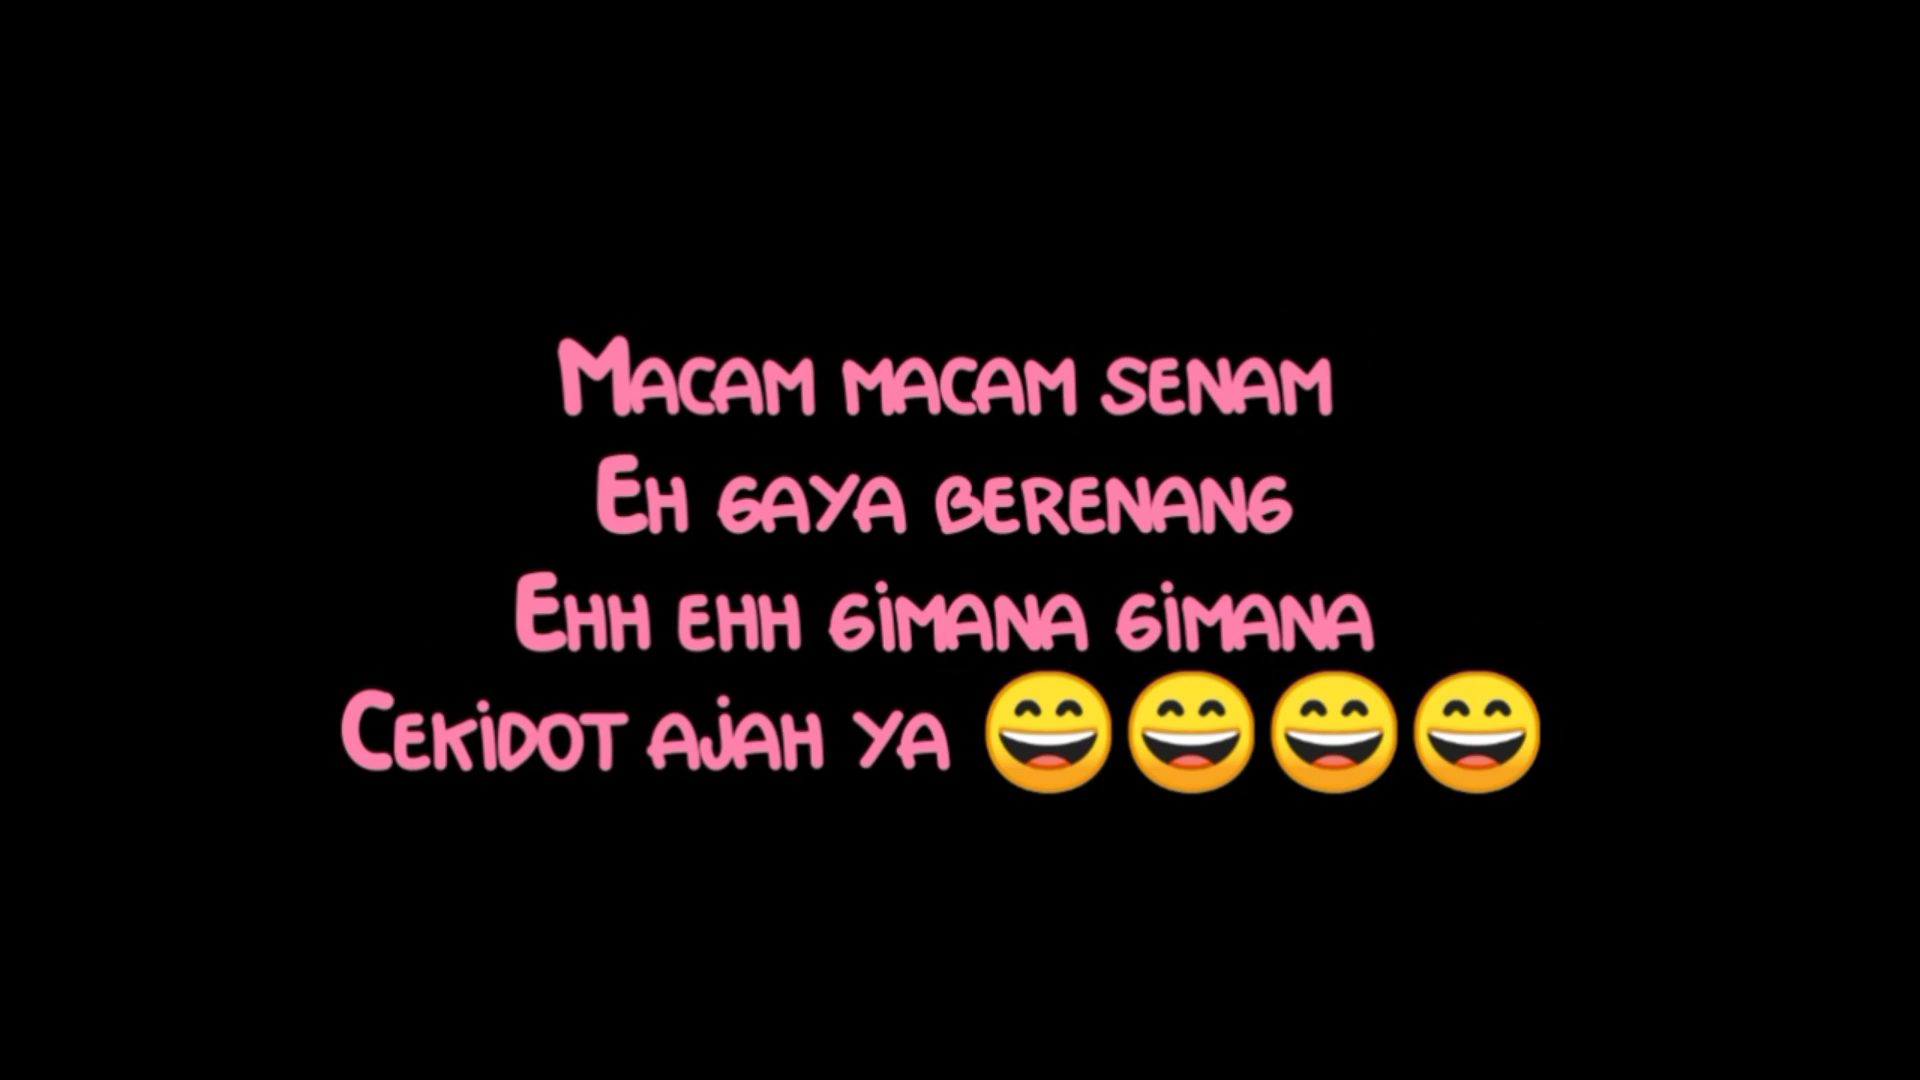 Macam macam senam
Eh gaya berenang
Ehh ehh gimana gimana
Cekidot ajah ya 😄😄😄😄